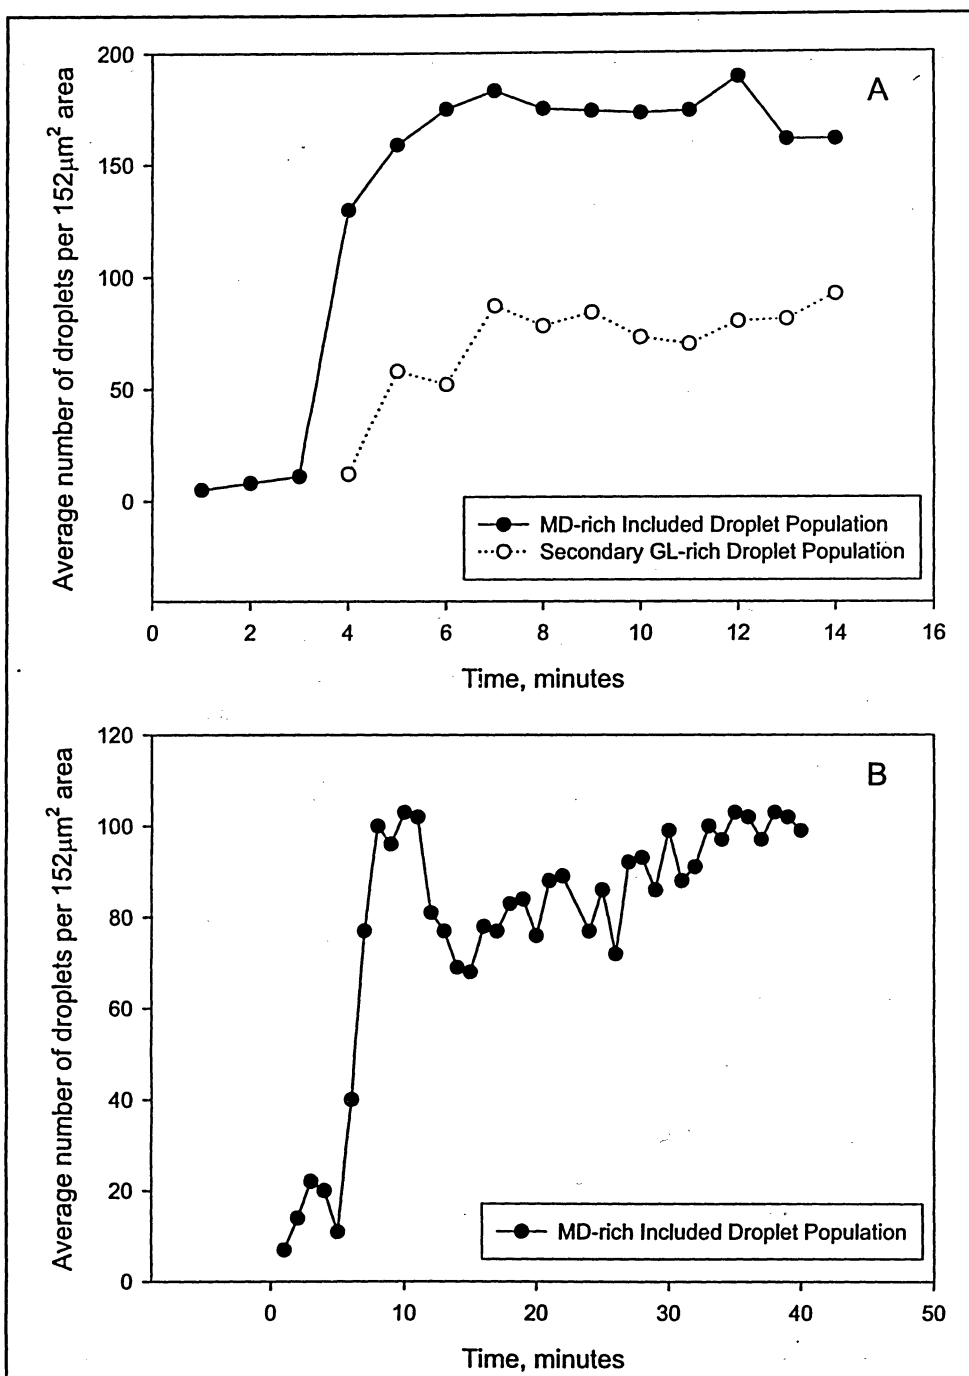 A
Average number of droplets per 152μm² area
200
150
100
50
0
MD-rich Included Droplet Population
Secondary GL-rich Droplet Population
0 2 4 6 8 10 12 14 16
Time, minutes
B
Average number of droplets per 152μm² area
120
100
80
60
40
20
0
MD-rich Included Droplet Population
0 10 20 30 40 50
Time, minutes